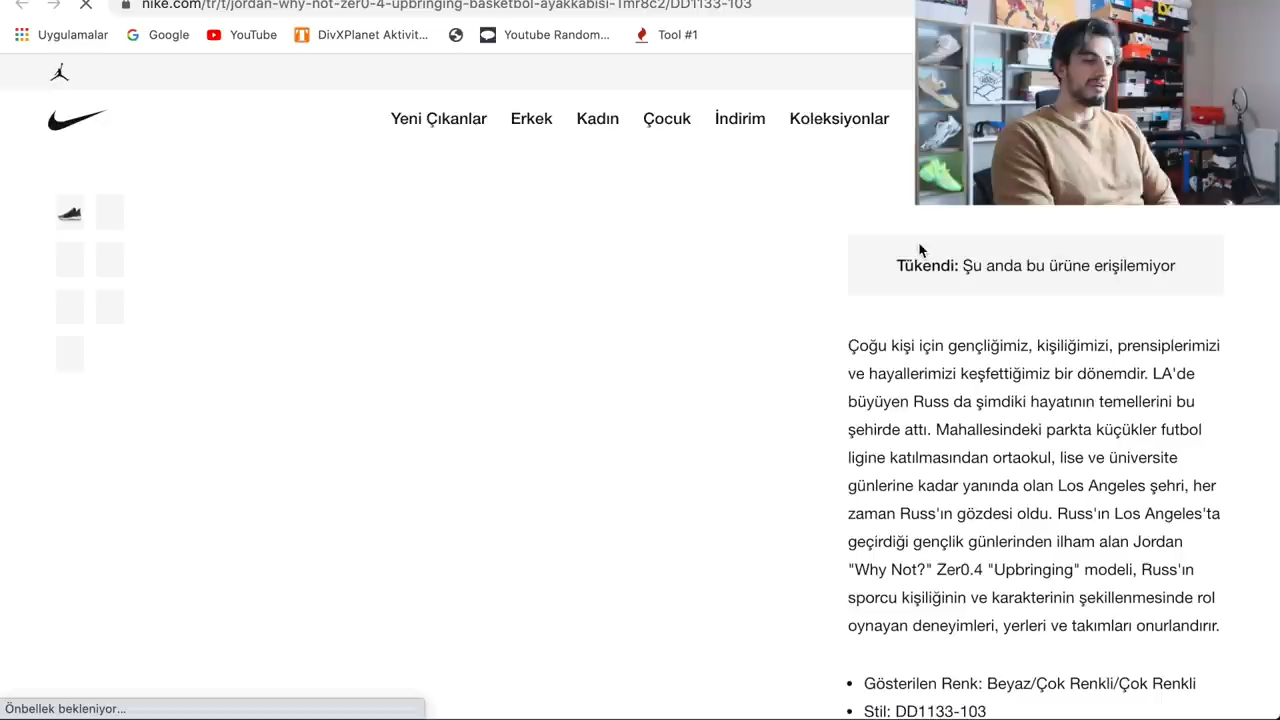 nike.com/tr/t/jordan-why-not-zer0-4-upbringing-basketbol-ayakkabisi-1mr8c2/DD1133-103
Uygulamalar Google YouTube DivXPlanet Aktivit... Youtube Random... Tool #1
Yeni Çıkanlar Erkek Kadın Çocuk İndirim Koleksiyonlar
Tükendi: Şu anda bu ürüne erişilemiyor
Çoğu kişi için gençliğimiz, kişiliğimizi, prensiplerimizi
ve hayallerimizi keşfettiğimiz bir dönemdir. LA'de
büyüyen Russ da şimdiki hayatının temellerini bu
şehirde attı. Mahallesindeki parkta küçükler futbol
ligine katılmasından ortaokul, lise ve üniversite
günlerine kadar yanında olan Los Angeles şehri, her
zaman Russ'ın gözdesi oldu. Russ'ın Los Angeles'ta
geçirdiği gençlik günlerinden ilham alan Jordan
"Why Not?" Zer0.4 "Upbringing" modeli, Russ'ın
sporcu kişiliğinin ve karakterinin şekillenmesinde rol
oynayan deneyimleri, yerleri ve takımları onurlandırır.
• Gösterilen Renk: Beyaz/Çok Renkli/Çok Renkli
• Stil: DD1133-103
Önbellek bekleniyor...